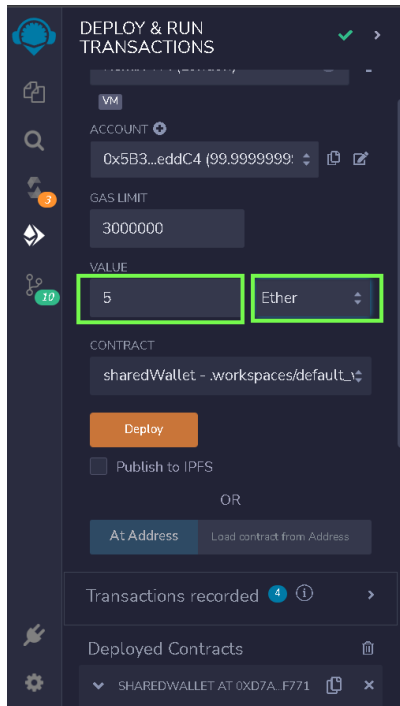 DEPLOY & RUN
TRANSACTIONS
VM
ACCOUNT
0x5B3...eddC4 (99.9999999
GAS LIMIT
3000000
VALUE
5 Ether
CONTRACT
sharedWallet - .workspaces/default_
Deploy
Publish to IPFS
OR
At Address Load contract from Address
Transactions recorded 4 i
3
10
Deployed Contracts
SHAREDWALLET AT 0XD7A...F771